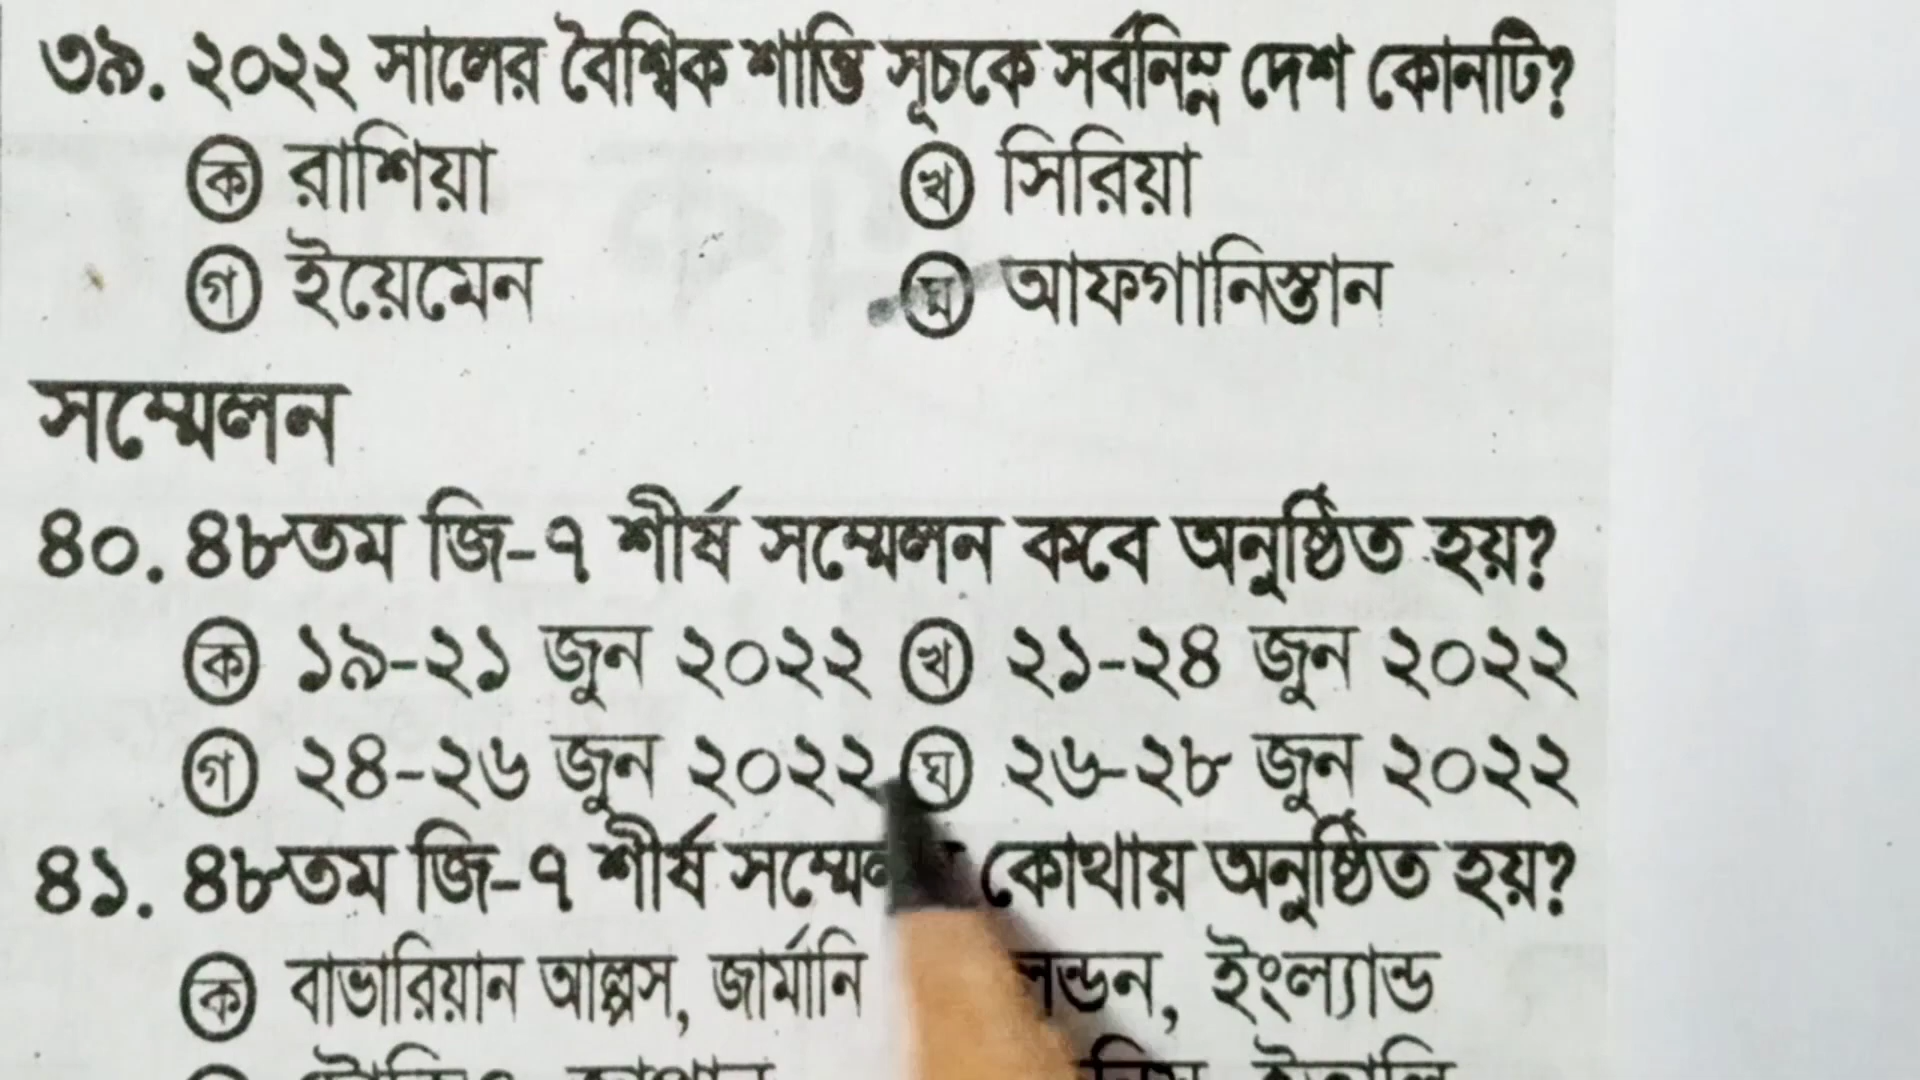 ৩৯. ২০২২ সালের বৈশ্বিক শান্তি সূচকে সর্বনিম্ন দেশ কোনটি?
ক রাশিয়া খ সিরিয়া
গ ইয়েমেন ঘ আফগানিস্তান
সম্মেলন
৪০. ৪৮তম জি-৭ শীর্ষ সম্মেলন কবে অনুষ্ঠিত হয়?
ক ১৯-২১ জুন ২০২২ খ ২১-২৪ জুন ২০২২
গ ২৪-২৬ জুন ২০২২ ঘ ২৬-২৮ জুন ২০২২
৪১. ৪৮তম জি-৭ শীর্ষ কোথায় অনুষ্ঠিত হয়?
ক বাভারিয়ান আল্পস, জার্মানি লন্ডন, ইংল্যান্ড